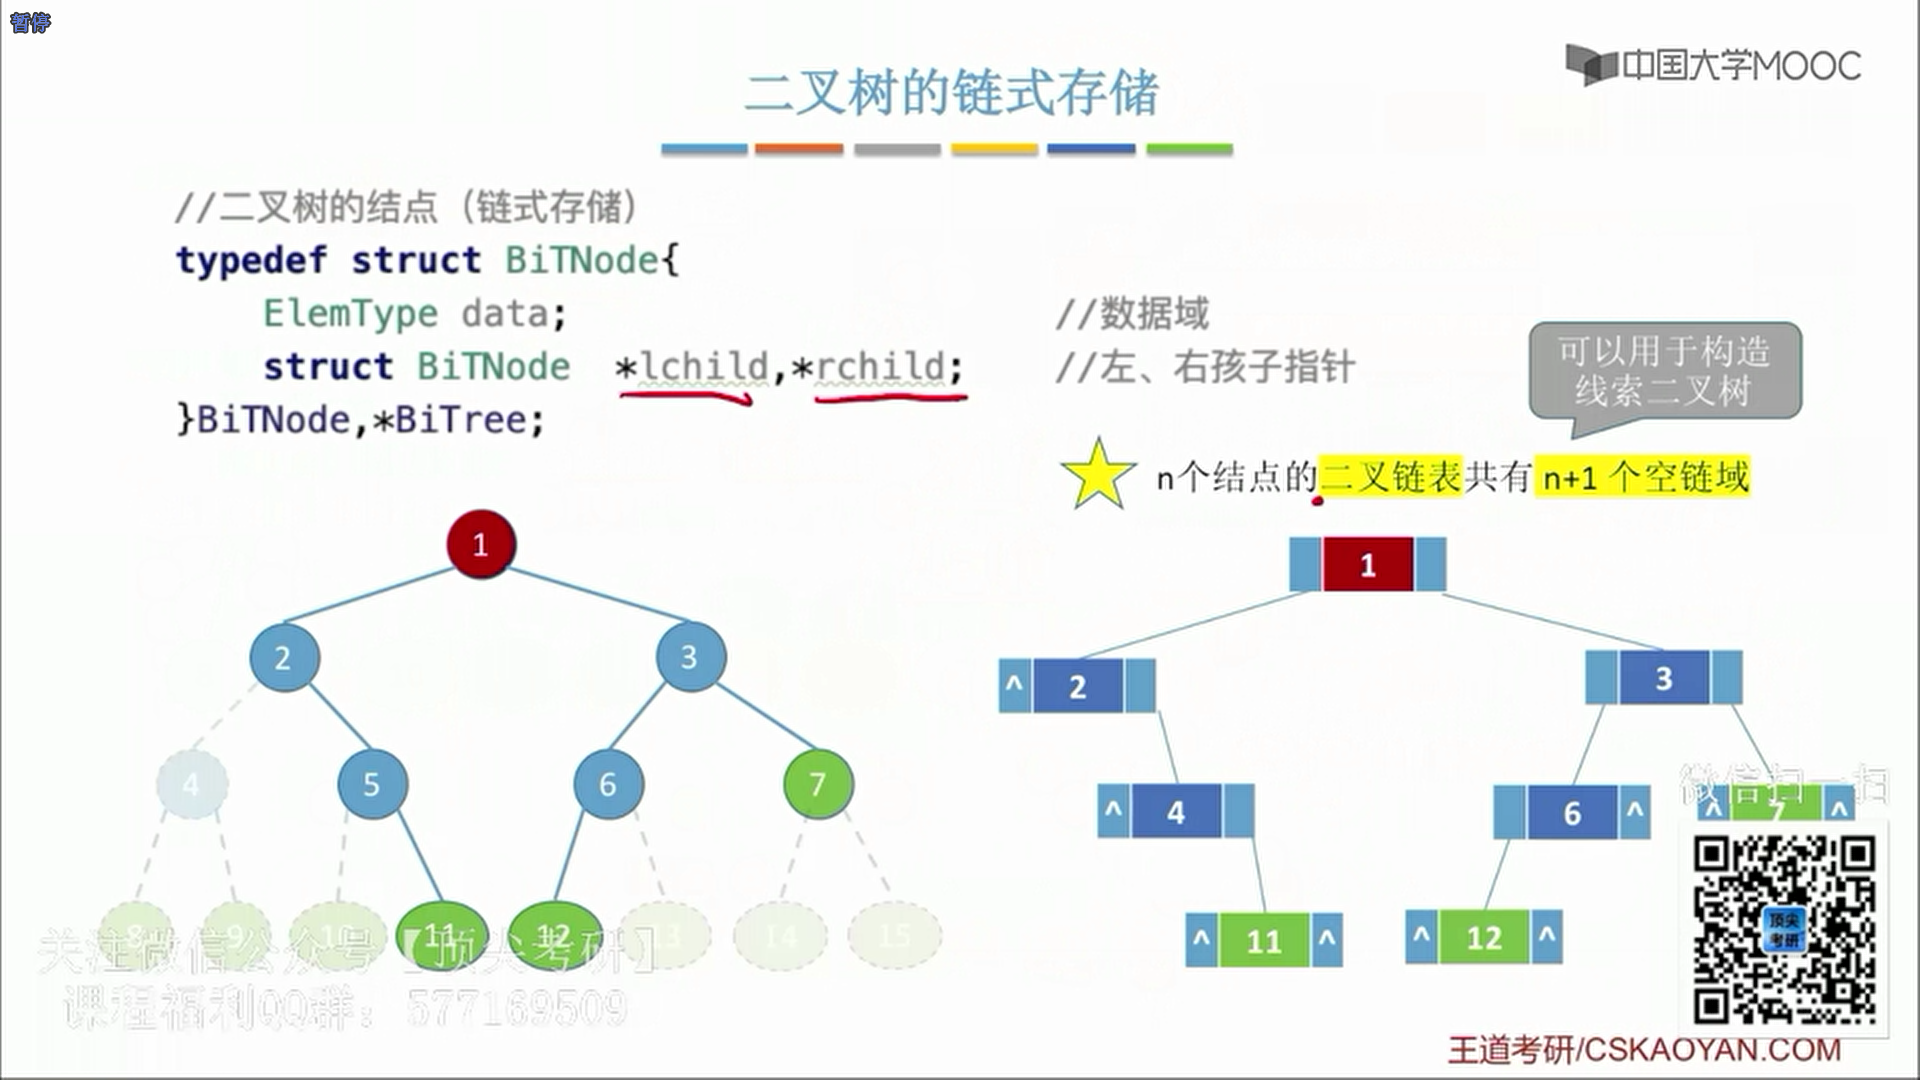 暂停
中国大学MOOC
二叉树的链式存储
//二叉树的结点（链式存储）
typedef struct BiTNode{
ElemType data; //数据域
struct BiTNode *lchild,*rchild; //左、右孩子指针
}BiTNode,*BiTree;
可以用于构造
线索二叉树
n个结点的二叉链表共有 n+1 个空链域
1
2 3
4 5 6 7
8 9 10 11 12 13 14 15
1
^ 2
3
^ 4
6 ^
^ 7 ^
^ 11 ^
^ 12 ^
微信扫一扫
顶尖
考研
关注微信公众号【顶尖考研】
课程福利QQ群：577169509
王道考研/CSKAOYAN.COM